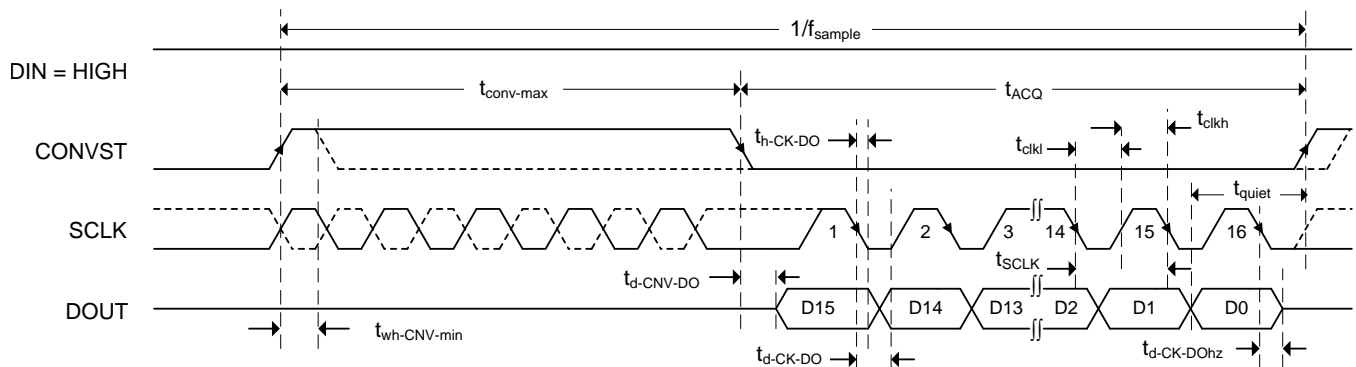 1/fsample
DIN = HIGH
tconv-max
tACQ
CONVST
th-CK-DO
tclkh
tclkl
tquiet
SCLK
1 2 3 14 15 16
tSCLK
td-CNV-DO
DOUT
D15 D14 D13 D2 D1 D0
twh-CNV-min
td-CK-DO
td-CK-DOhz